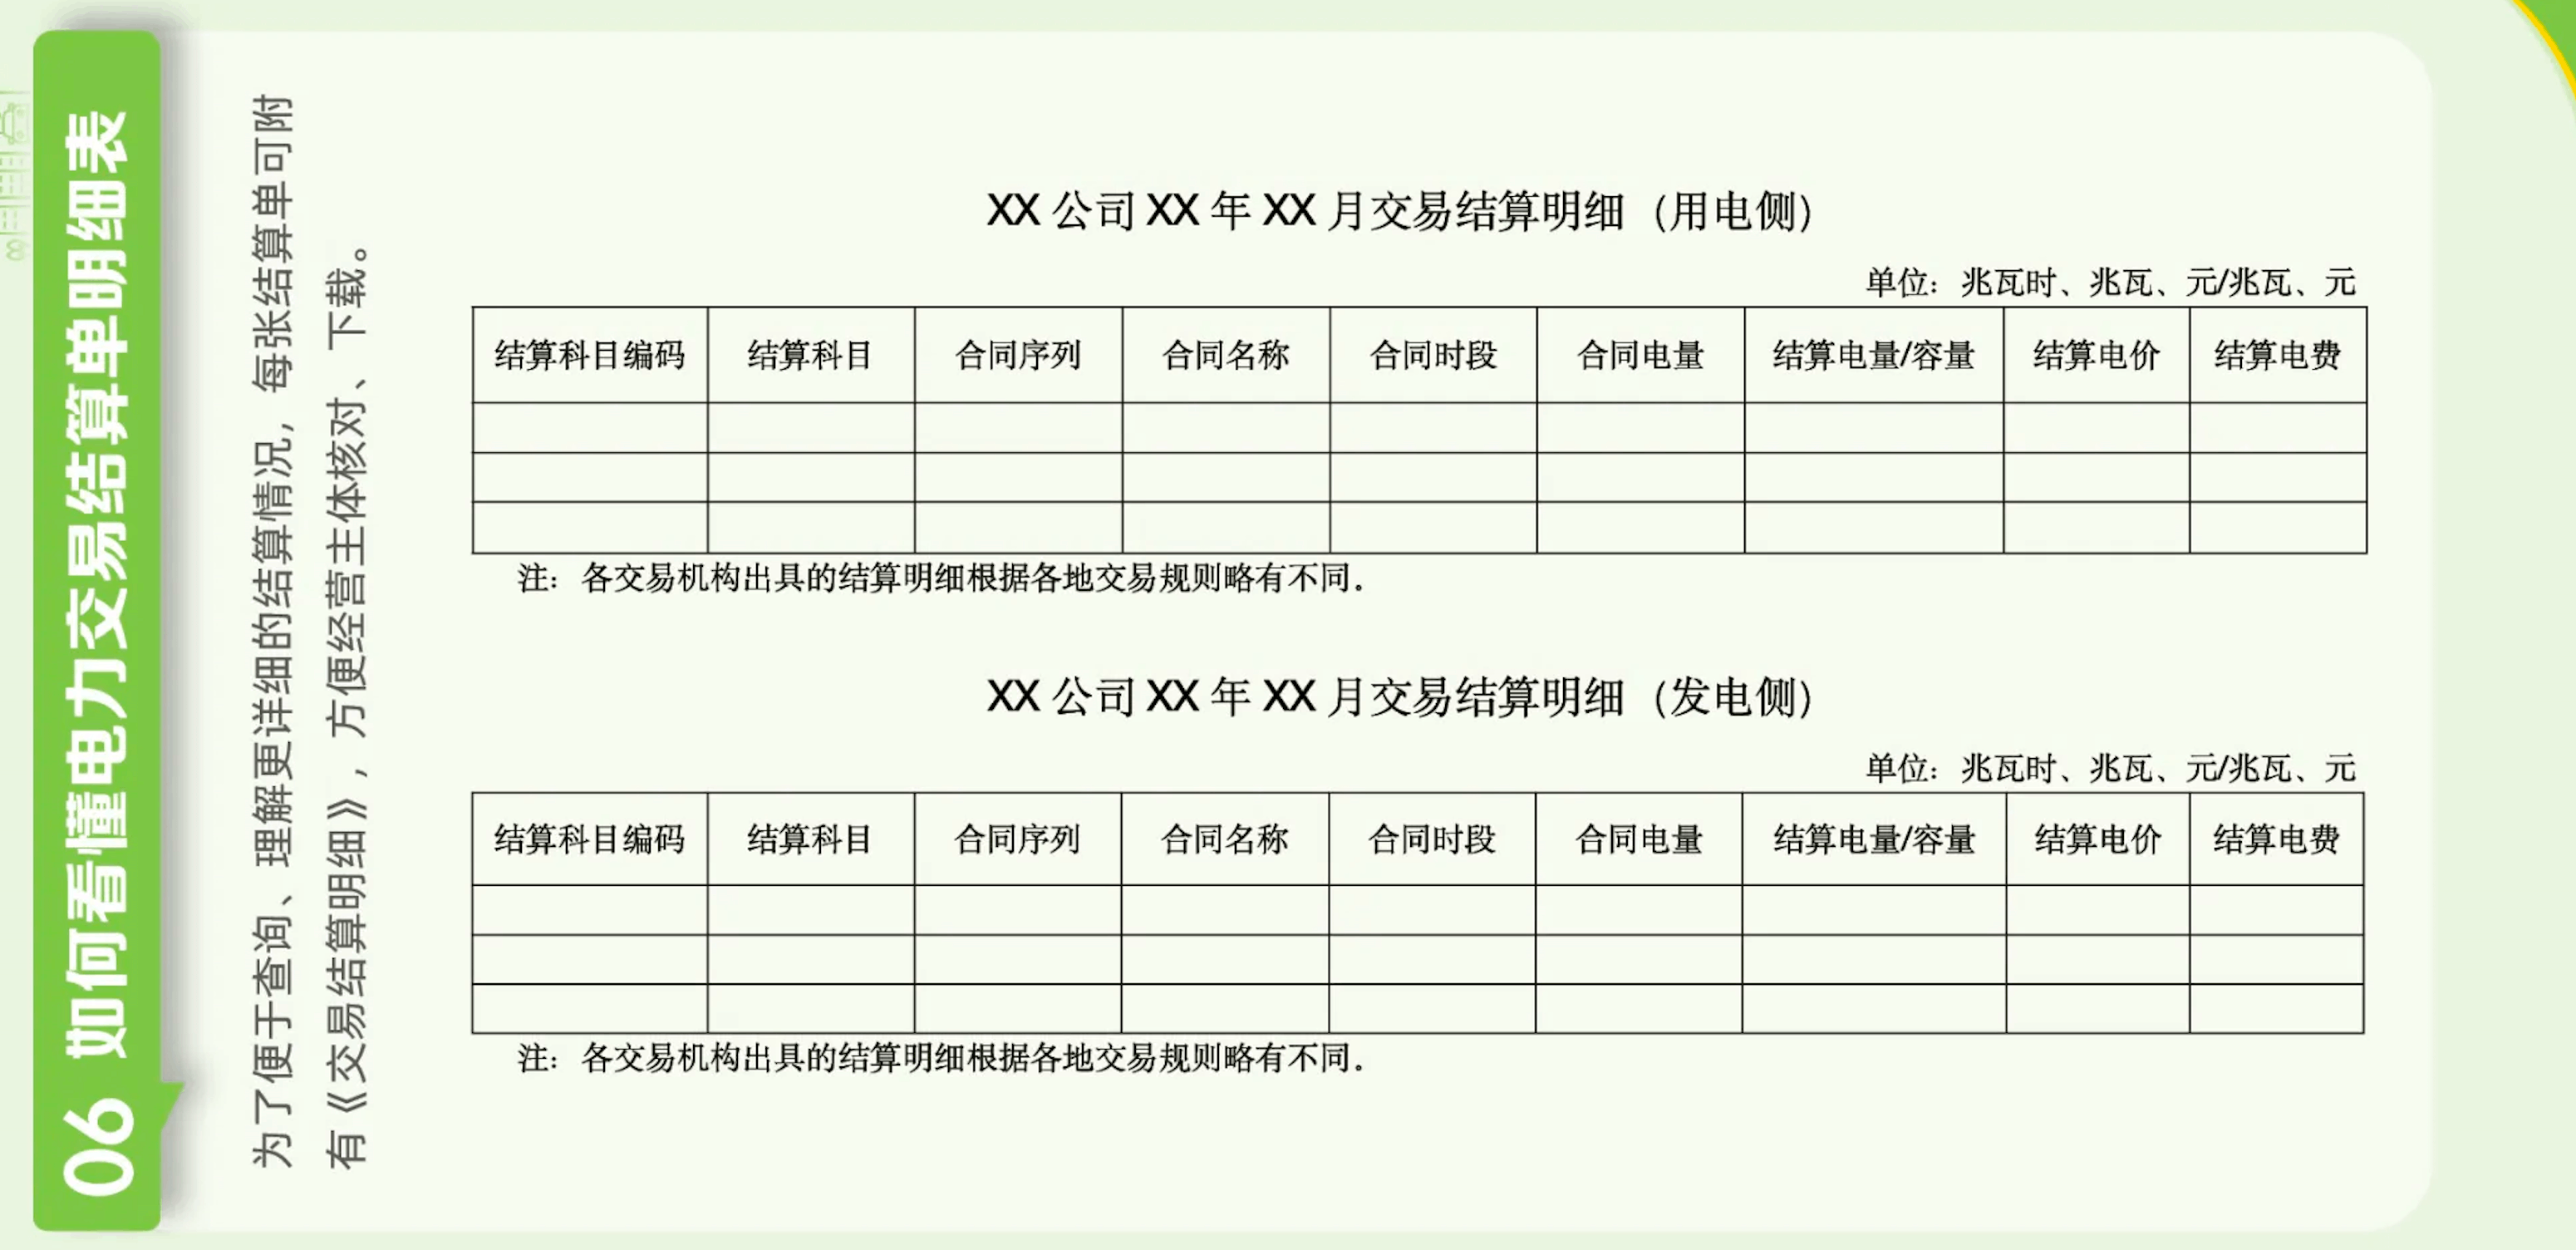 06 如何看懂电力交易结算单明细表
为了便于查询、理解更详细的结算情况，每张结算单可附
有《交易结算明细》，方便经营主体核对、下载。
XX 公司 XX 年 XX 月交易结算明细（用电侧）
单位：兆瓦时、兆瓦、元/兆瓦、元
结算科目编码 结算科目 合同序列 合同名称 合同时段 合同电量 结算电量/容量 结算电价 结算电费
注：各交易机构出具的结算明细根据各地交易规则略有不同。
XX 公司 XX 年 XX 月交易结算明细（发电侧）
单位：兆瓦时、兆瓦、元/兆瓦、元
结算科目编码 结算科目 合同序列 合同名称 合同时段 合同电量 结算电量/容量 结算电价 结算电费
注：各交易机构出具的结算明细根据各地交易规则略有不同。